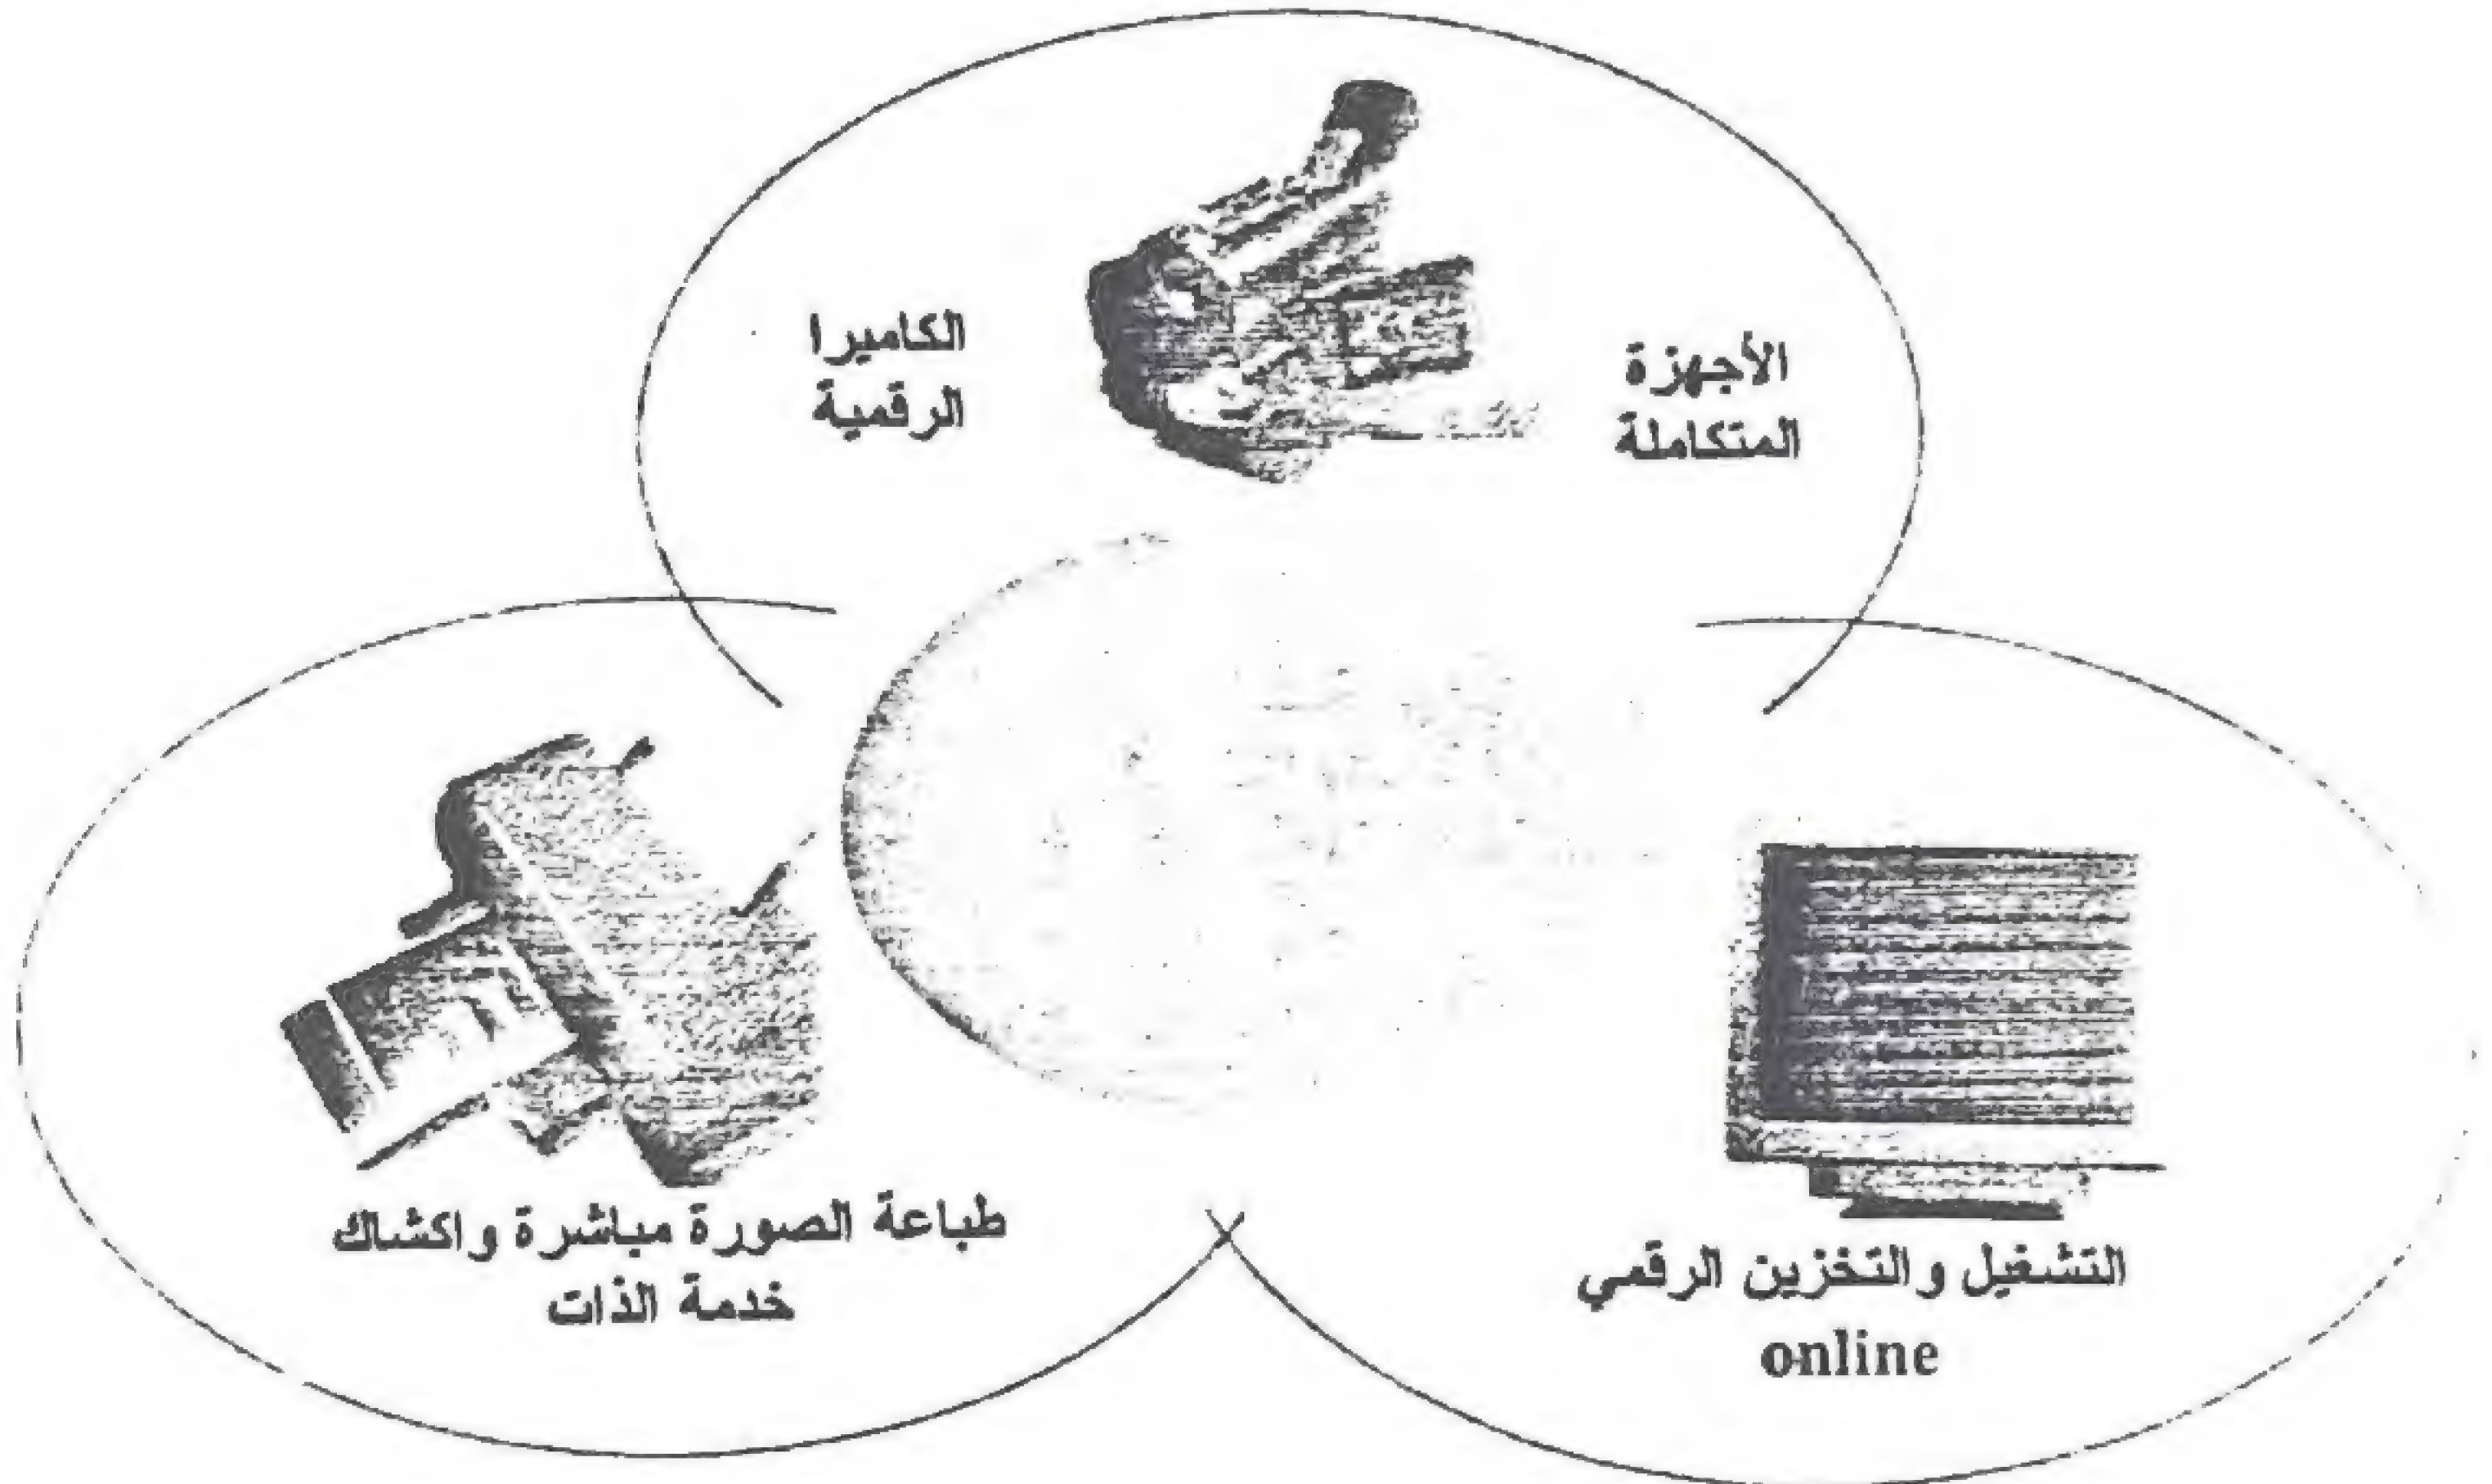 الأجهزة
المتكاملة
الكاميرا
الرقمية
التشغيل والتخزين الرقمي
online
طباعة الصورة مباشرة واكشاك
خدمة الذات